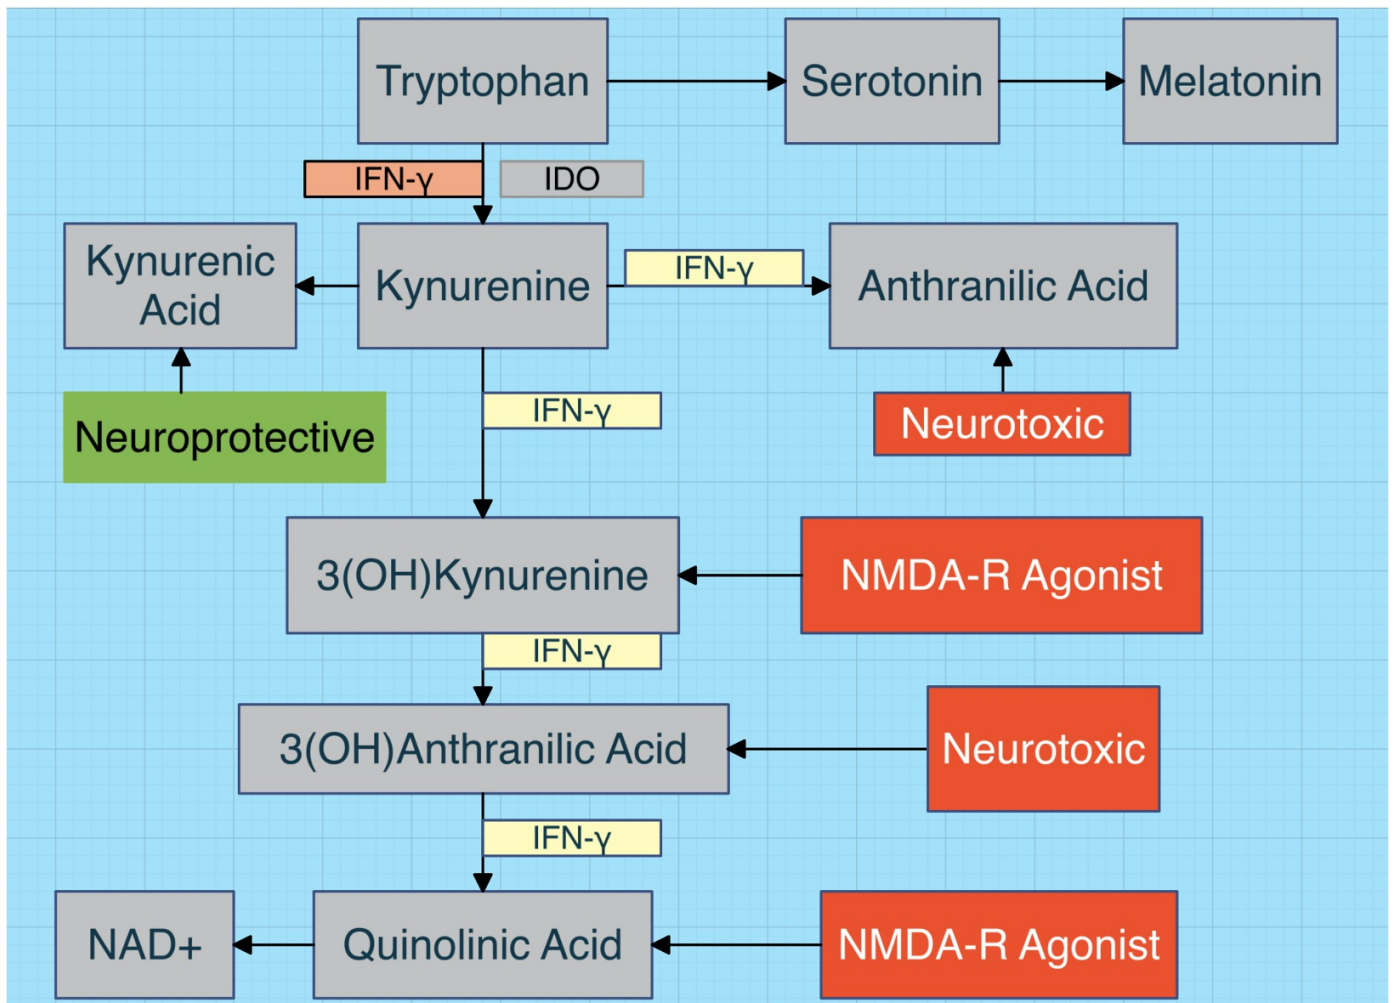 Tryptophan
Serotonin
Melatonin
IFN-γ
IDO
Kynurenic
Acid
Kynurenine
IFN-γ
Anthranilic Acid
Neuroprotective
IFN-γ
Neurotoxic
3(OH)Kynurenine
NMDA-R Agonist
IFN-γ
3(OH)Anthranilic Acid
Neurotoxic
IFN-γ
NAD+
Quinolinic Acid
NMDA-R Agonist